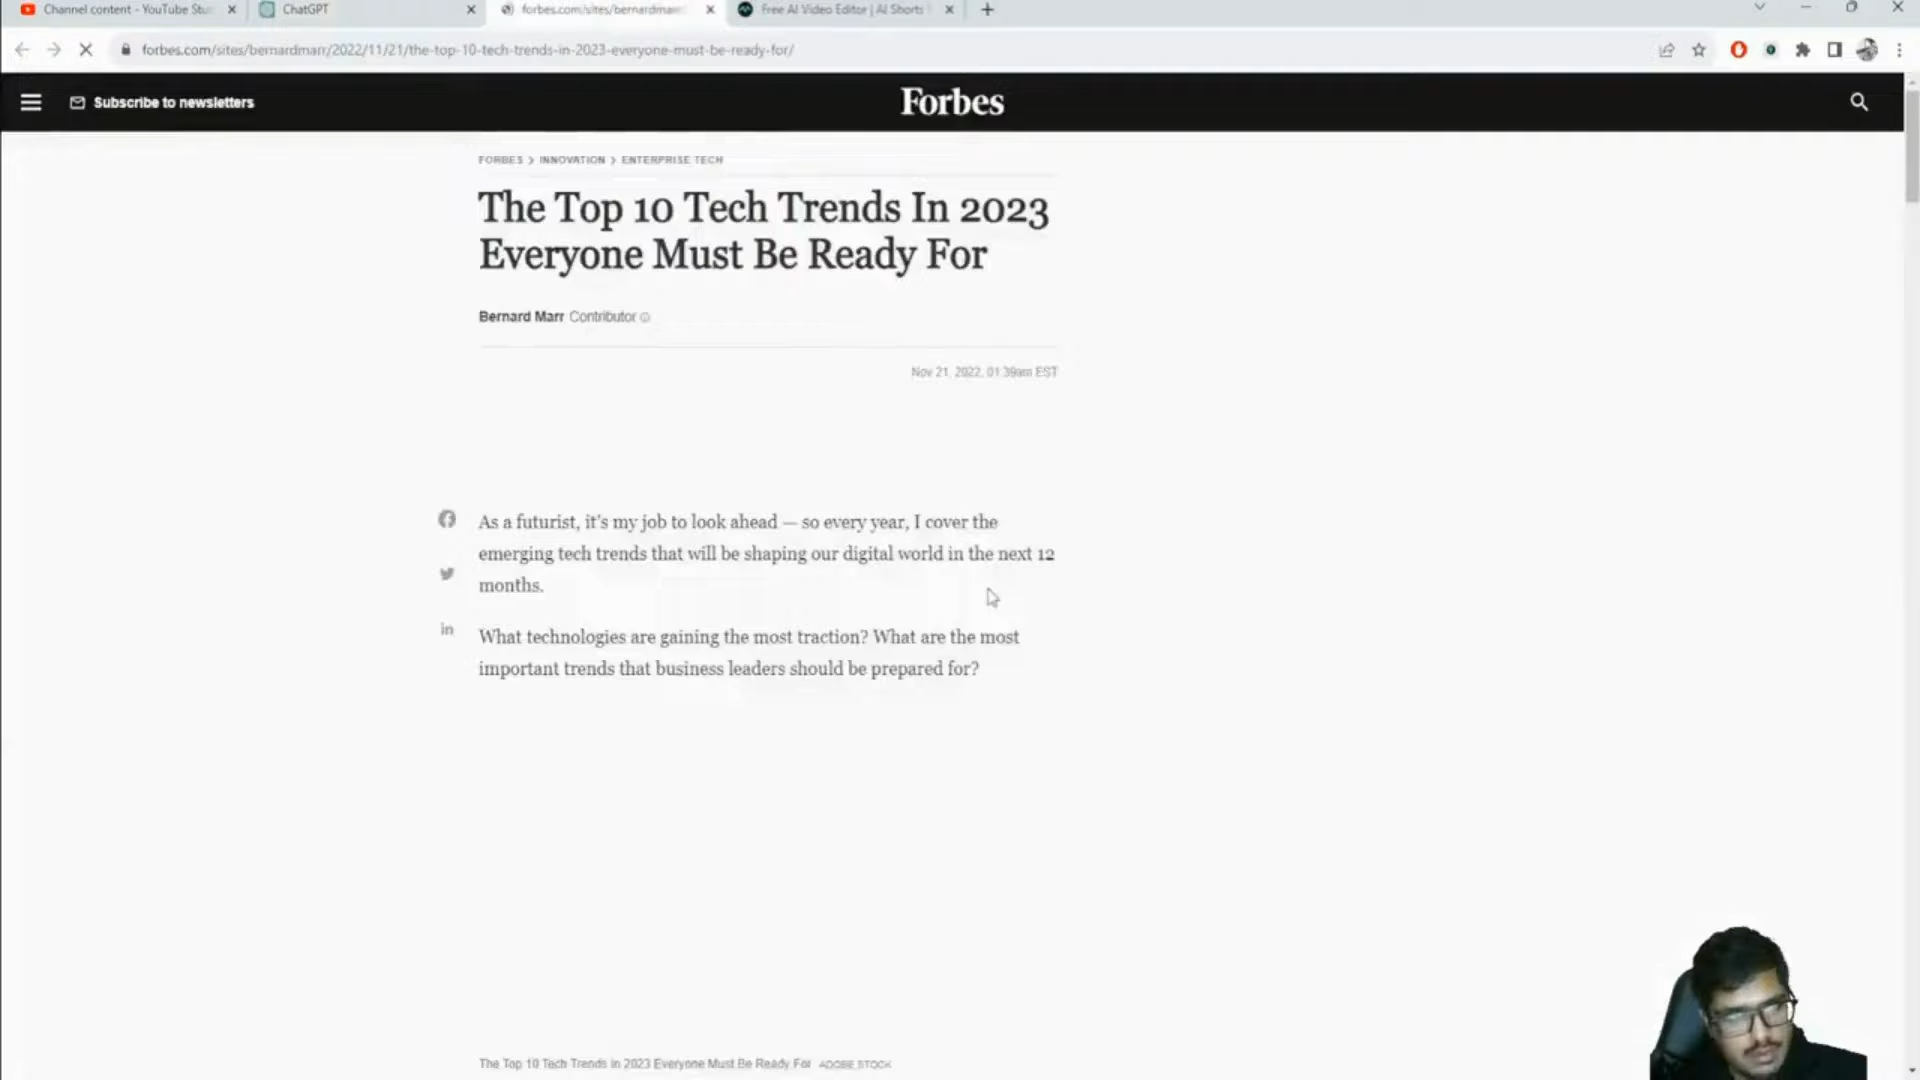 Channel content - YouTube Stu
ChatGPT
forbes.com/sites/bernardmar
Free AI Video Editor | AI Shorts
forbes.com/sites/bernardmarr/2022/11/21/the-top-10-tech-trends-in-2023-everyone-must-be-ready-for/
Subscribe to newsletters
Forbes
FORBES > INNOVATION > ENTERPRISE TECH
The Top 10 Tech Trends In 2023
Everyone Must Be Ready For
Bernard Marr Contributor
Nov 21, 2022, 01:39am EST
As a futurist, it's my job to look ahead — so every year, I cover the
emerging tech trends that will be shaping our digital world in the next 12
months.
in
What technologies are gaining the most traction? What are the most
important trends that business leaders should be prepared for?
The Top 10 Tech Trends In 2023 Everyone Must Be Ready For ADOBE STOCK